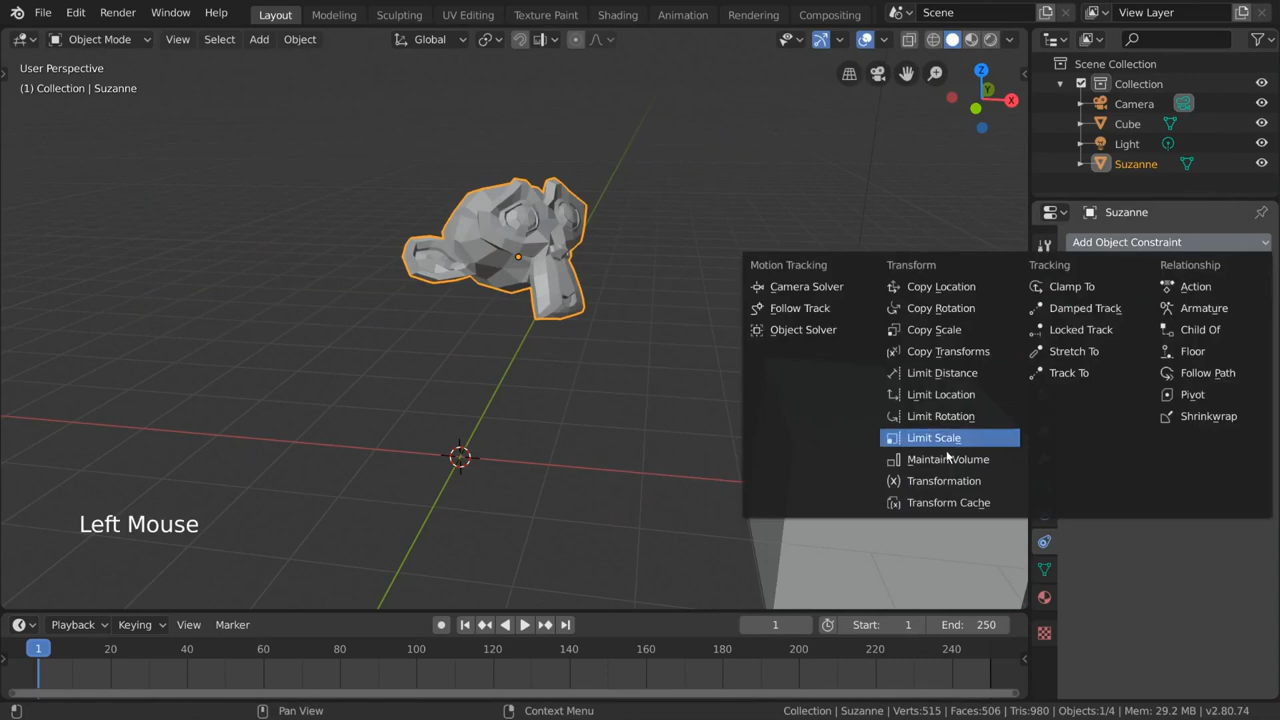 File Edit Render Window Help Layout Modeling Sculpting UV Editing Texture Paint Shading Animation Rendering Compositing Scene View Layer
Object Mode View Select Add Object Global
User Perspective
(1) Collection | Suzanne
Z
Y
X
Scene Collection
Collection
Camera
Cube
Light
Suzanne
Suzanne
Add Object Constraint
Motion Tracking
Camera Solver
Follow Track
Object Solver
Transform
Copy Location
Copy Rotation
Copy Scale
Copy Transforms
Limit Distance
Limit Location
Limit Rotation
Limit Scale
Maintain Volume
Transformation
Transform Cache
Tracking
Clamp To
Damped Track
Locked Track
Stretch To
Track To
Relationship
Action
Armature
Child Of
Floor
Follow Path
Pivot
Shrinkwrap
Left Mouse
Playback Keying View Marker 1 Start: 1 End: 250
1 20 40 60 80 100 120 140 160 180 200 220 240
Pan View Context Menu Collection | Suzanne | Verts:515 | Faces:506 | Tris:980 | Objects:1/4 | Mem: 29.2 MB | v2.80.74